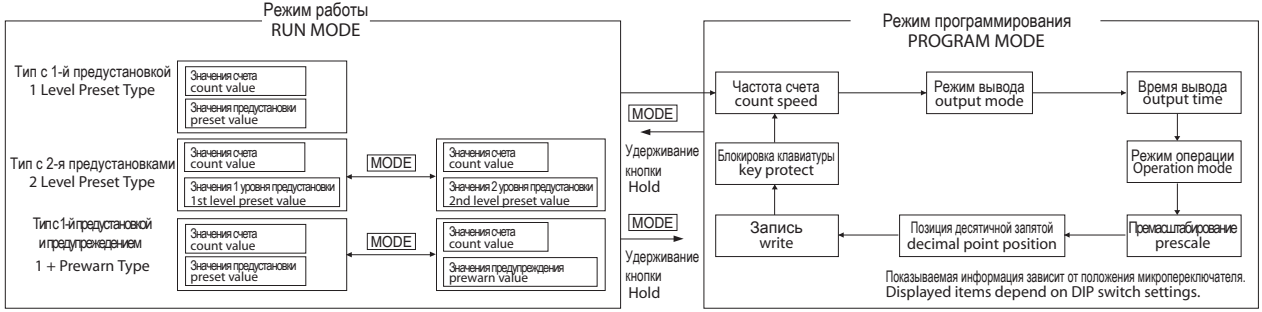 Режим работы
RUN MODE
Тип с 1-й предустановкой
1 Level Preset Type
Значения счета
count value
Значения предустановки
preset value
Тип с 2-я предустановками
2 Level Preset Type
Значения счета
count value
Значения 1 уровня предустановки
1st level preset value
MODE
Значения счета
count value
Значения 2 уровня предустановки
2nd level preset value
Тип с 1-й предустановкой
и предупреждением
1 + Prewarn Type
Значения счета
count value
Значения предустановки
preset value
MODE
Значения счета
count value
Значения предупреждения
prewarn value
MODE
Удерживание
кнопки
Hold
MODE
Удерживание
кнопки
Hold
Режим программирования
PROGRAM MODE
Частота счета
count speed
Режим вывода
output mode
Время вывода
output time
Блокировка клавиатуры
key protect
Режим операции
Operation mode
Запись
write
Позиция десятичной запятой
decimal point position
Премасштабирование
prescale
Показываемая информация зависит от положения микропереключателя.
Displayed items depend on DIP switch settings.